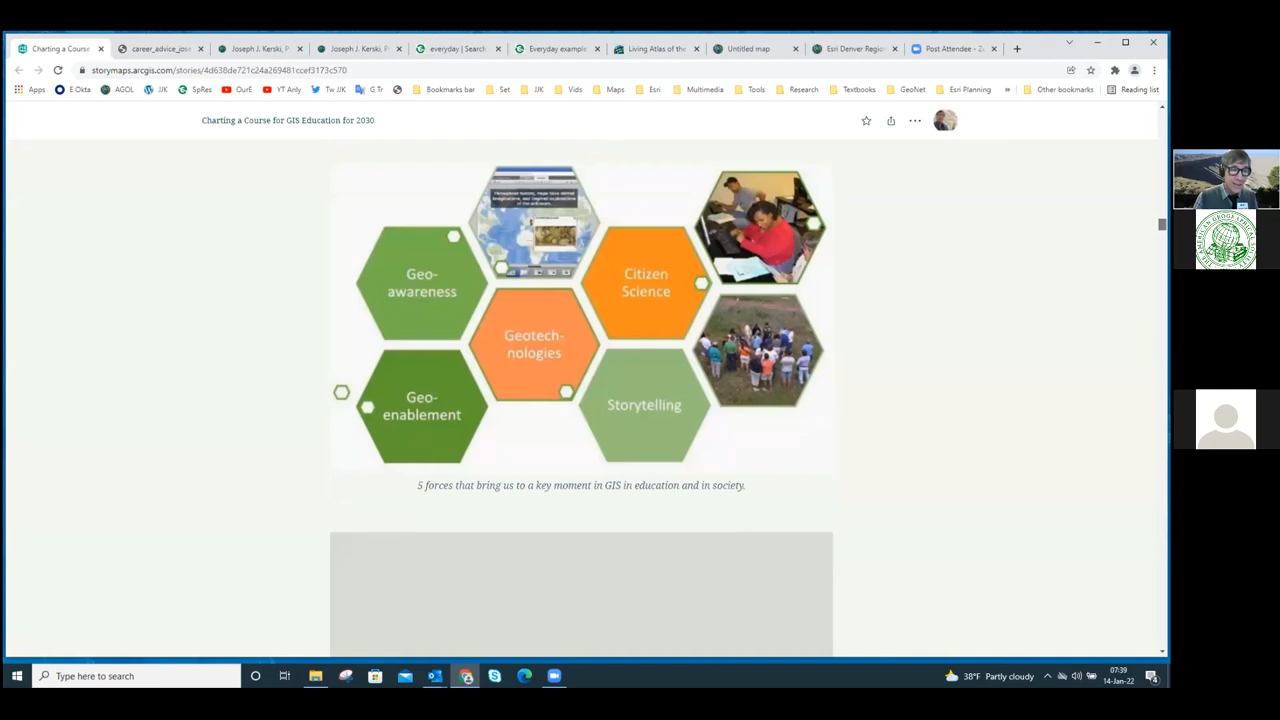 Charting a Course
career_advice_jose
Joseph J. Kerski, P
Joseph J. Kerski, P
everyday | Search
Everyday example
Living Atlas of the
Untitled map
Esri Denver Region
Post Attendee - Z
storymaps.arcgis.com/stories/4d638de721c24a269481ccef3173c570
Apps
E Okta
AGOL
JJK
SpRes
OurE
YT Anly
Tw JJK
G Tr
Bookmarks bar
Set
JJK
Vids
Maps
Esri
Multimedia
Tools
Research
Textbooks
GeoNet
Esri Planning
»
Other bookmarks
Reading list
Charting a Course for GIS Education for 2030
Geo-
awareness
Citizen
Science
Geotech-
nologies
Geo-
enablement
Storytelling
5 forces that bring us to a key moment in GIS in education and in society.
Type here to search
38°F Partly cloudy
07:39
14-Jan-22